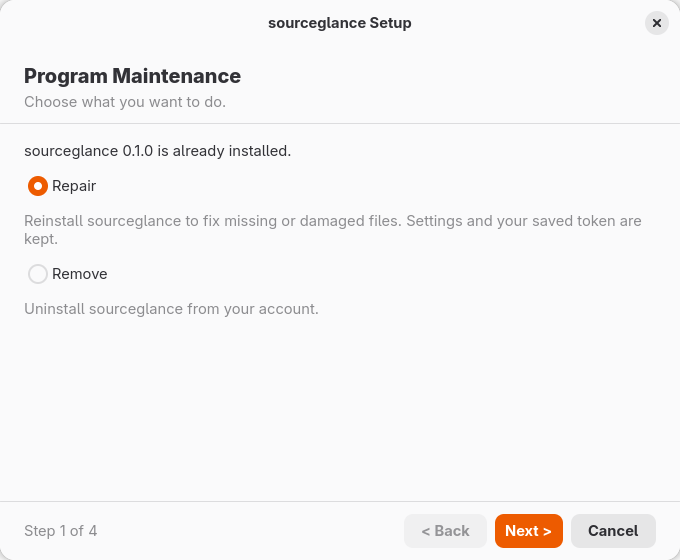 sourceglance Setup
Program Maintenance
Choose what you want to do.
sourceglance 0.1.0 is already installed.
Repair
Reinstall sourceglance to fix missing or damaged files. Settings and your saved token are
kept.
Remove
Uninstall sourceglance from your account.
Step 1 of 4
< Back
Next >
Cancel